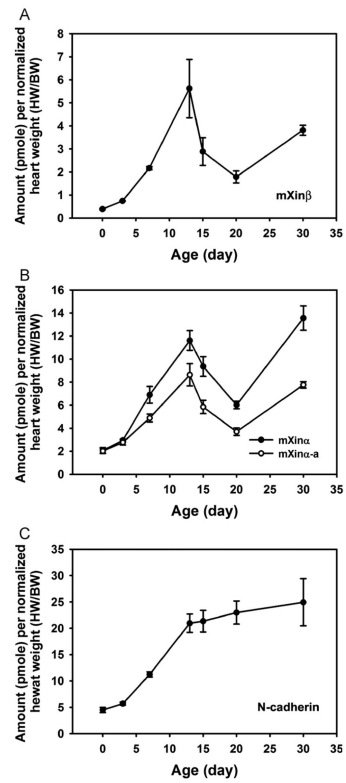 A
Amount (pmole) per normalized
heart weight (HW/BW)
8
7
6
5
4
3
2
1
0
mXinβ
0 5 10 15 20 25 30 35
Age (day)
B
Amount (pmole) per normalized
heart weight (HW/BW)
16
14
12
10
8
6
4
2
0
mXinα
mXinα-a
0 5 10 15 20 25 30 35
Age (day)
C
Amount (pmole) per normalized
hewat weight (HW/BW)
35
30
25
20
15
10
5
0
N-cadherin
0 5 10 15 20 25 30 35
Age (day)